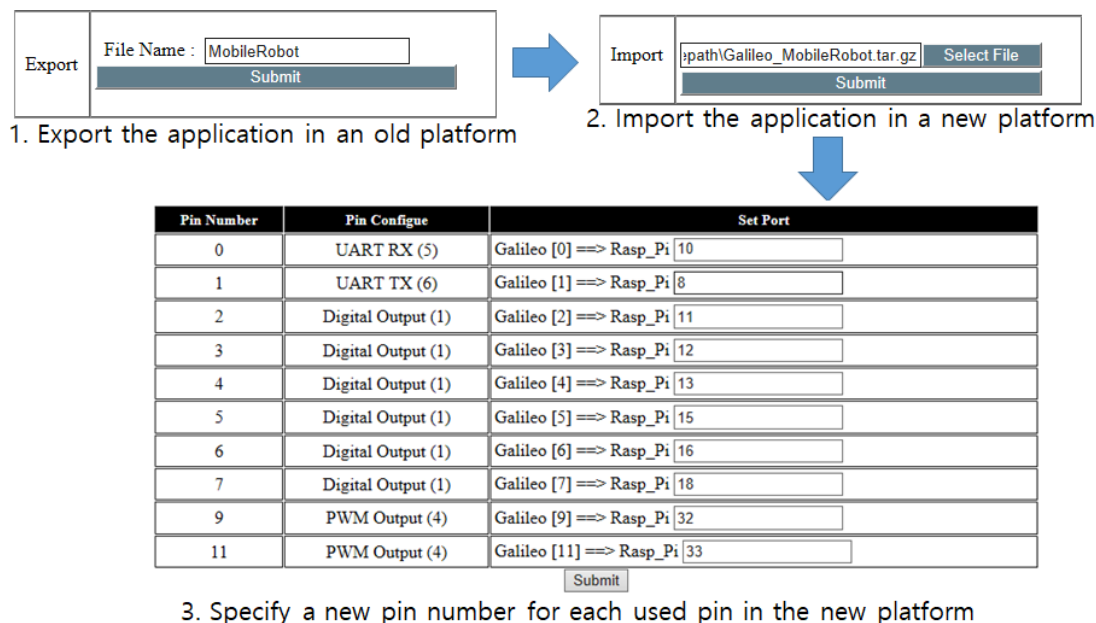 Export
File Name : MobileRobot
Submit
1. Export the application in an old platform
Import
epath\Galileo_MobileRobot.tar.gz Select File
Submit
2. Import the application in a new platform
Pin Number Pin Configue Set Port
0 UART RX (5) Galileo [0] ==> Rasp_Pi 10
1 UART TX (6) Galileo [1] ==> Rasp_Pi 8
2 Digital Output (1) Galileo [2] ==> Rasp_Pi 11
3 Digital Output (1) Galileo [3] ==> Rasp_Pi 12
4 Digital Output (1) Galileo [4] ==> Rasp_Pi 13
5 Digital Output (1) Galileo [5] ==> Rasp_Pi 15
6 Digital Output (1) Galileo [6] ==> Rasp_Pi 16
7 Digital Output (1) Galileo [7] ==> Rasp_Pi 18
9 PWM Output (4) Galileo [9] ==> Rasp_Pi 32
11 PWM Output (4) Galileo [11] ==> Rasp_Pi 33
Submit
3. Specify a new pin number for each used pin in the new platform